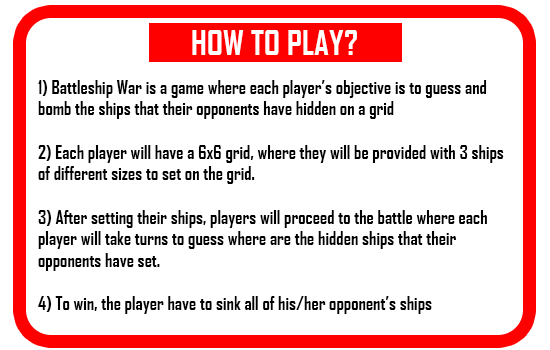 HOW TO PLAY?
1) Battleship War is a game where each player's objective is to guess and
bomb the ships that their opponents have hidden on a grid
2) Each player will have a 6x6 grid, where they will be provided with 3 ships
of different sizes to set on the grid.
3) After setting their ships, players will proceed to the battle where each
player will take turns to guess where are the hidden ships that their
opponents have set.
4) To win, the player have to sink all of his/her opponent's ships